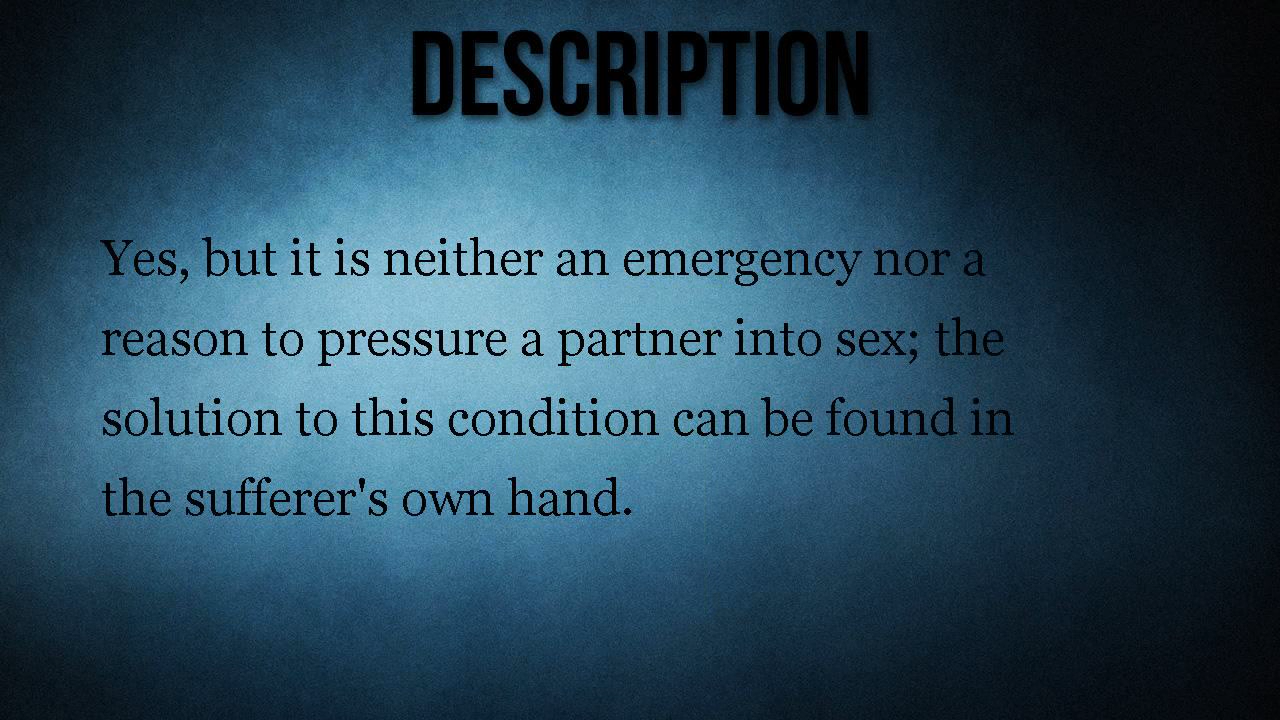 DESCRIPTION
Yes, but it is neither an emergency nor a
reason to pressure a partner into sex; the
solution to this condition can be found in
the sufferer's own hand.